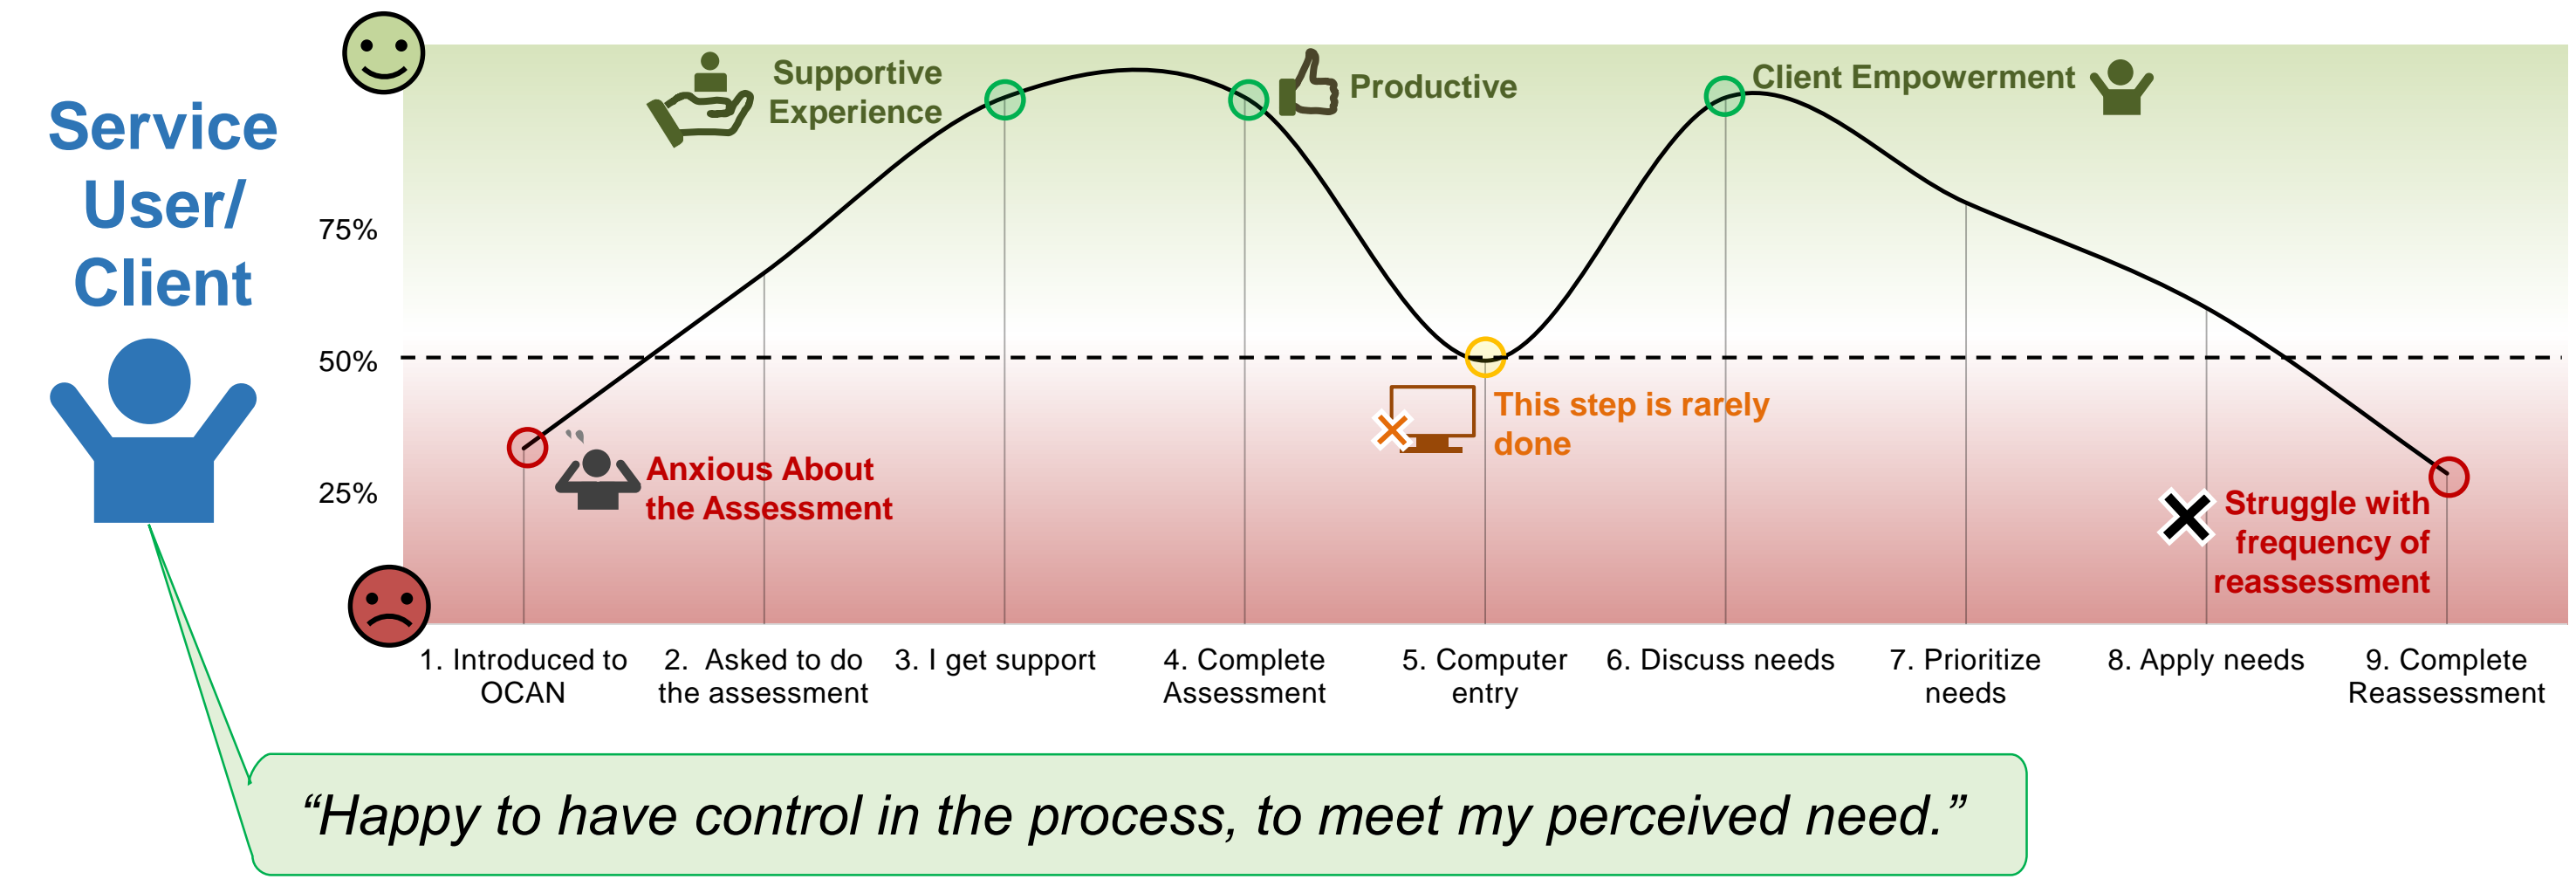 Service
User/
Client
Supportive
Experience
Productive
Client Empowerment
75%
50%
25%
This step is rarely
done
Anxious About
the Assessment
Struggle with
frequency of
reassessment
1. Introduced to
OCAN
2. Asked to do
the assessment
3. I get support
4. Complete
Assessment
5. Computer
entry
6. Discuss needs
7. Prioritize
needs
8. Apply needs
9. Complete
Reassessment
“Happy to have control in the process, to meet my perceived need.”